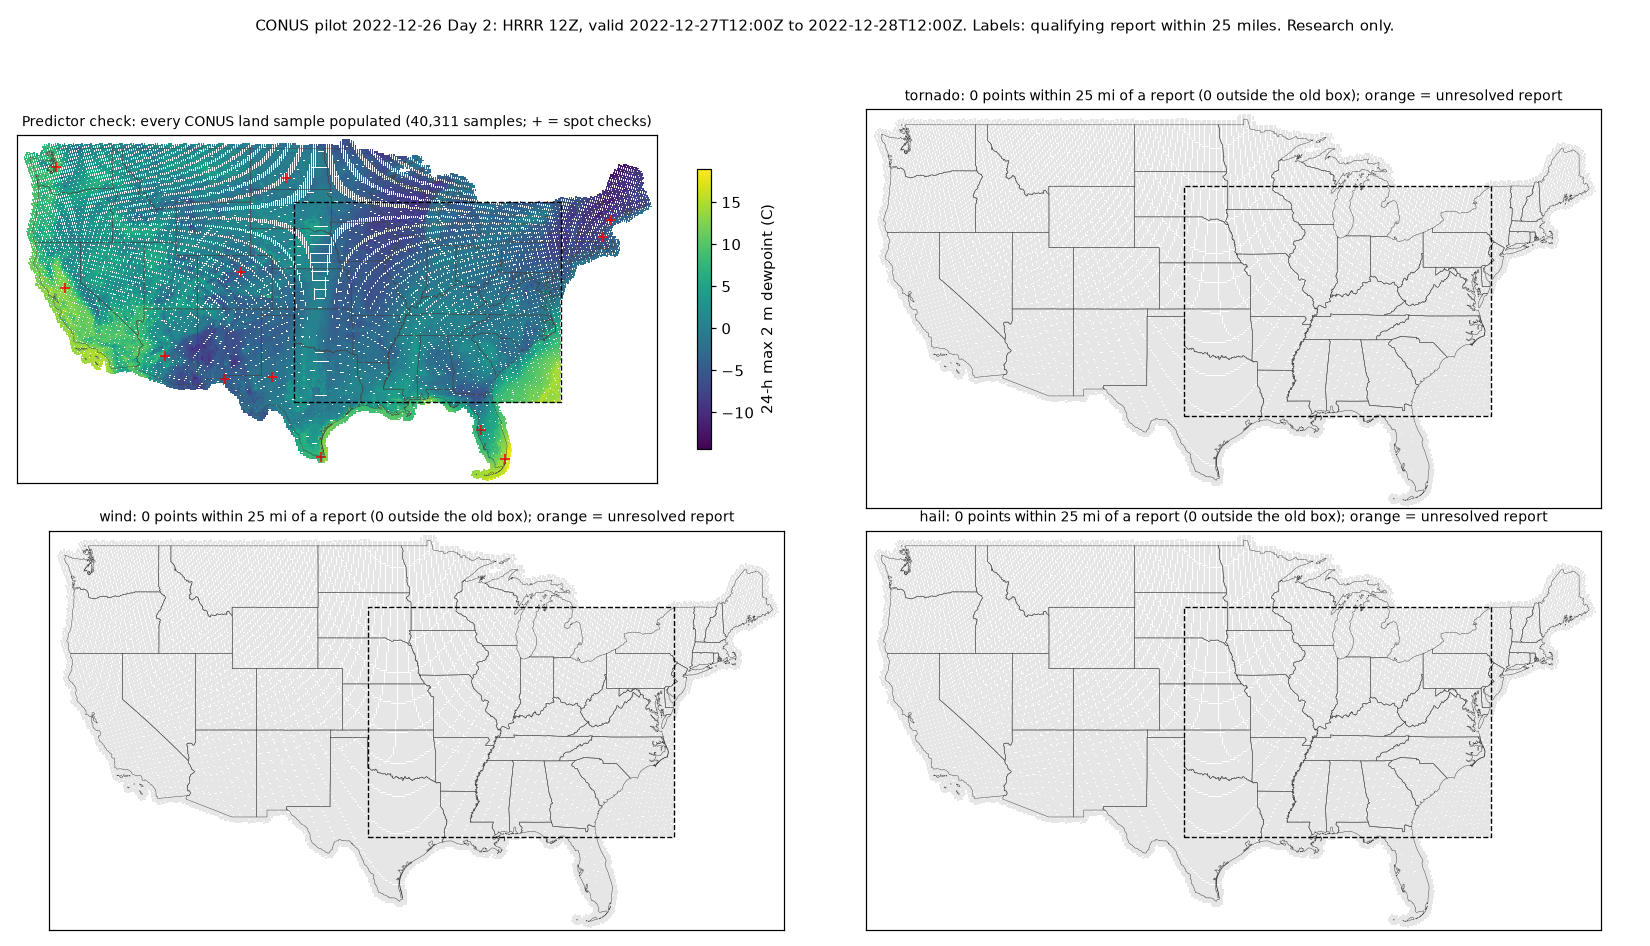 CONUS pilot 2022-12-26 Day 2: HRRR 12Z, valid 2022-12-27T12:00Z to 2022-12-28T12:00Z. Labels: qualifying report within 25 miles. Research only.
Predictor check: every CONUS land sample populated (40,311 samples; + = spot checks)
15
10
5
0
−5
−10
24-h max 2 m dewpoint (C)
tornado: 0 points within 25 mi of a report (0 outside the old box); orange = unresolved report
wind: 0 points within 25 mi of a report (0 outside the old box); orange = unresolved report
hail: 0 points within 25 mi of a report (0 outside the old box); orange = unresolved report